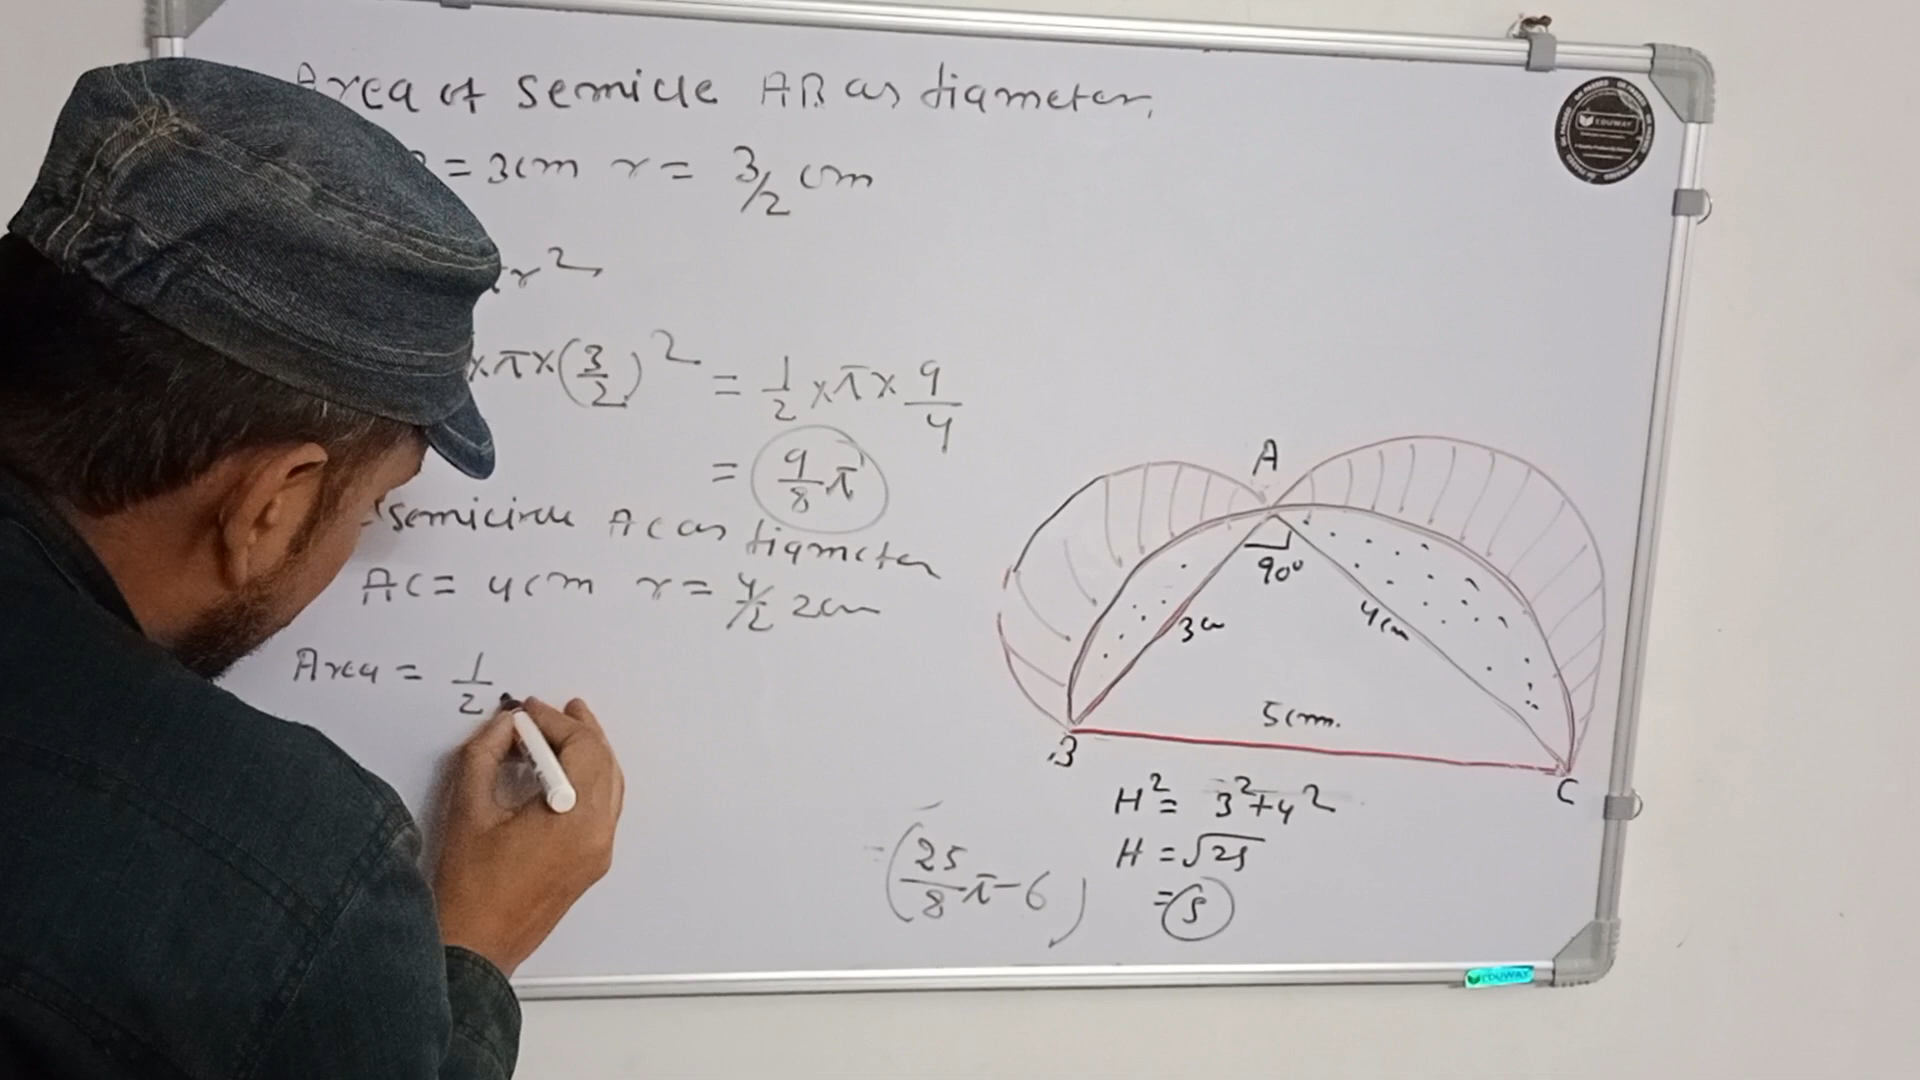 Area of semicle AB as diameter,
= 3cm r = 3/2 cm
r²
×π×(3/2)² = 1/2 ×π× 9/4
= 9/8 π
semicircle AC as diameter
AC = 4cm r = 4/2 2cm
Area = 1/2
A
90°
3cm
4cm
5cm.
B
C
H² = 3²+4²
H = √25
= 5
= (25/8 π-6)
EDUWAY
EDUWAY